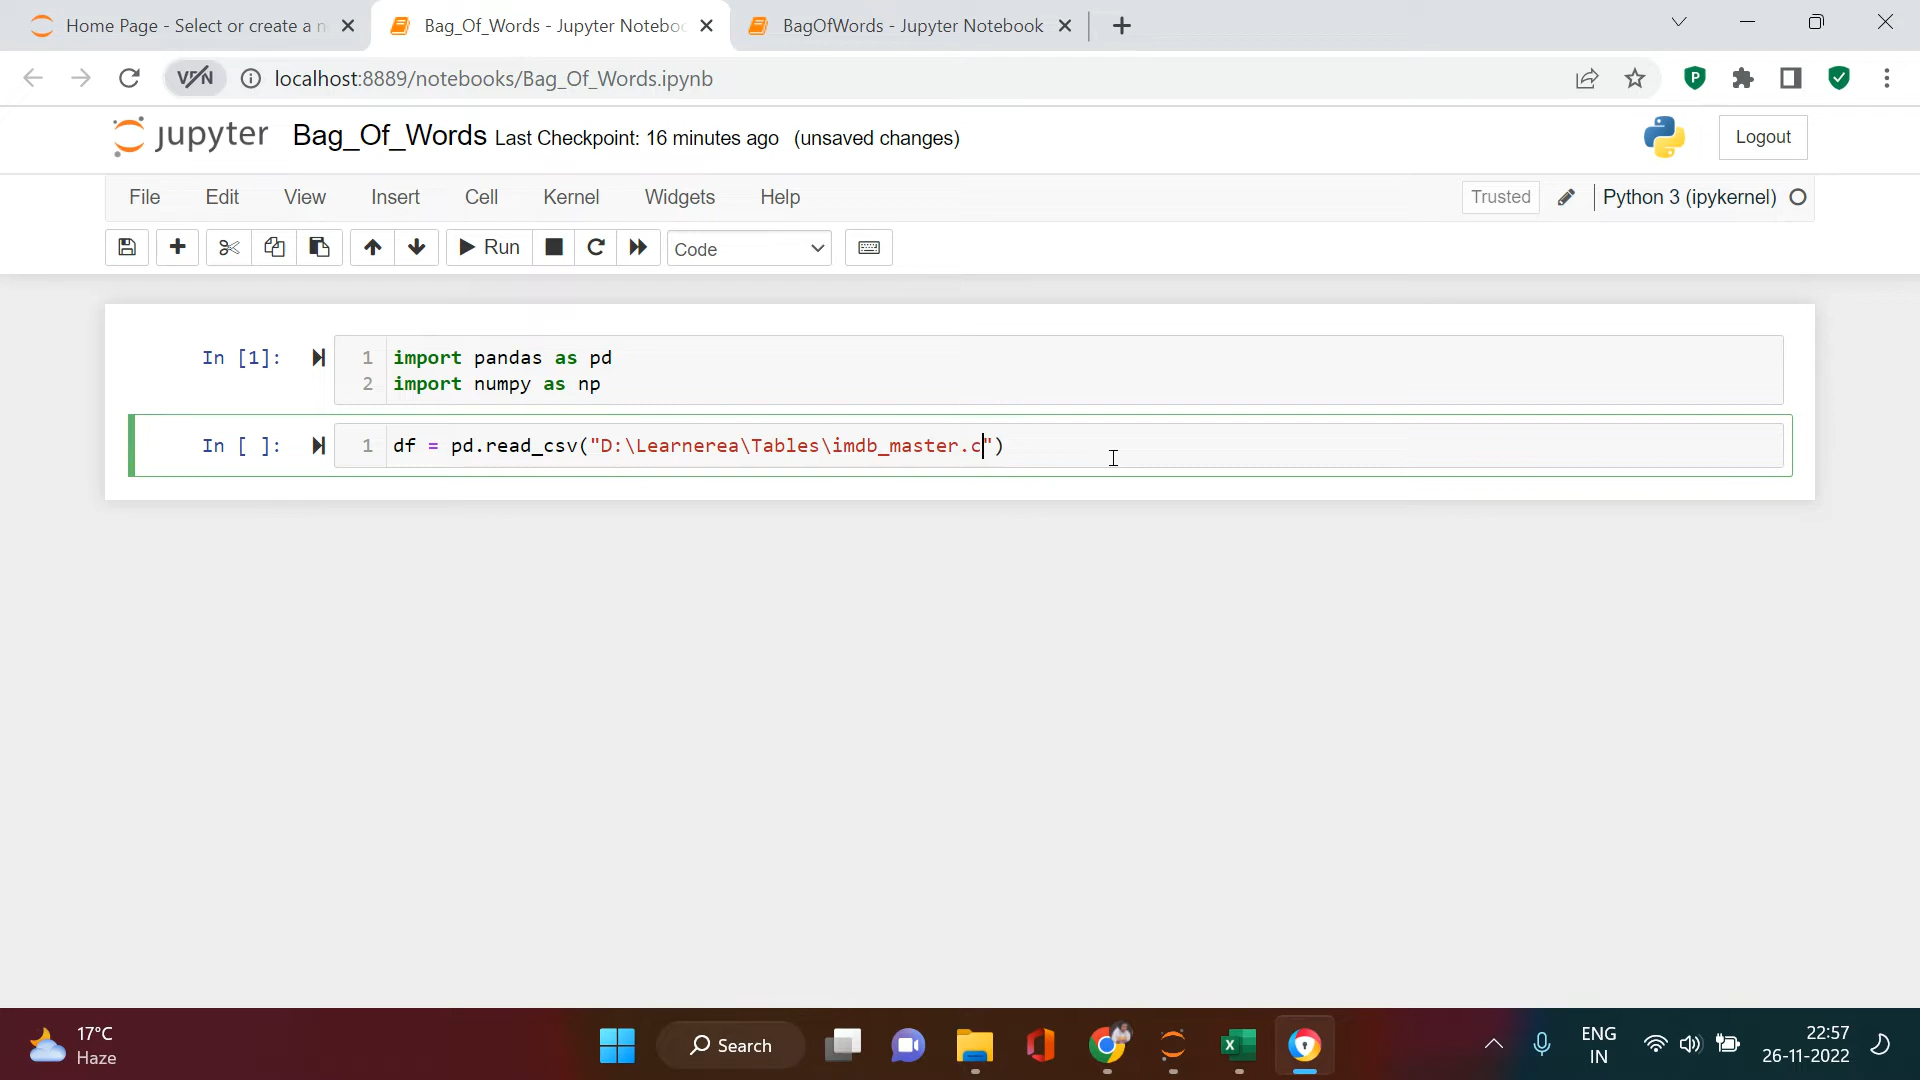 Home Page - Select or create a n
Bag_Of_Words - Jupyter Noteboo
BagOfWords - Jupyter Notebook
VPN
localhost:8889/notebooks/Bag_Of_Words.ipynb
jupyter Bag_Of_Words Last Checkpoint: 16 minutes ago (unsaved changes)
Logout
File Edit View Insert Cell Kernel Widgets Help
Trusted
Python 3 (ipykernel)
Run
Code
In [1]:
1 import pandas as pd
2 import numpy as np
In [ ]:
1 df = pd.read_csv("D:\Learnerea\Tables\imdb_master.c")
17°C
Haze
Search
ENG
IN
22:57
26-11-2022